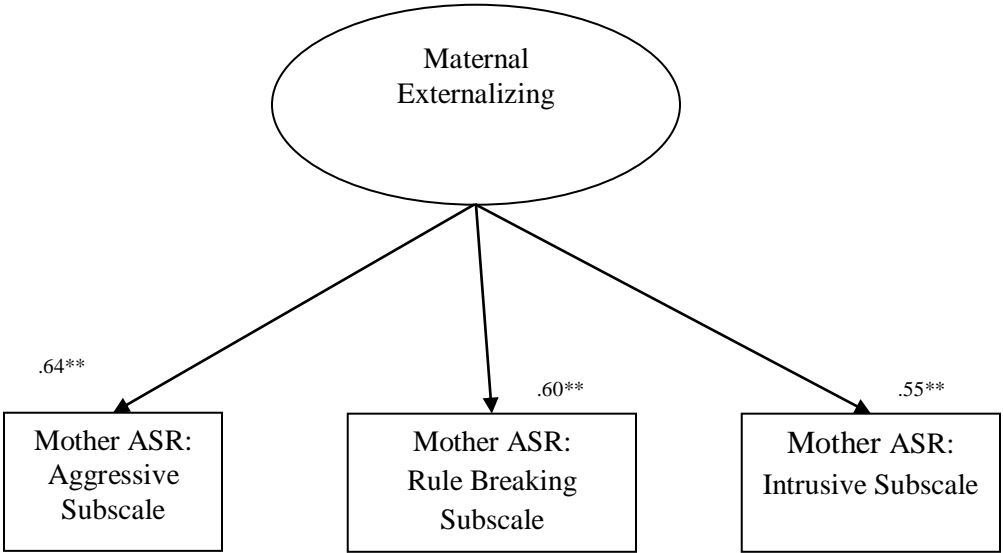 Maternal
Externalizing
.64**
.60**
.55**
Mother ASR:
Aggressive
Subscale
Mother ASR:
Rule Breaking
Subscale
Mother ASR:
Intrusive Subscale